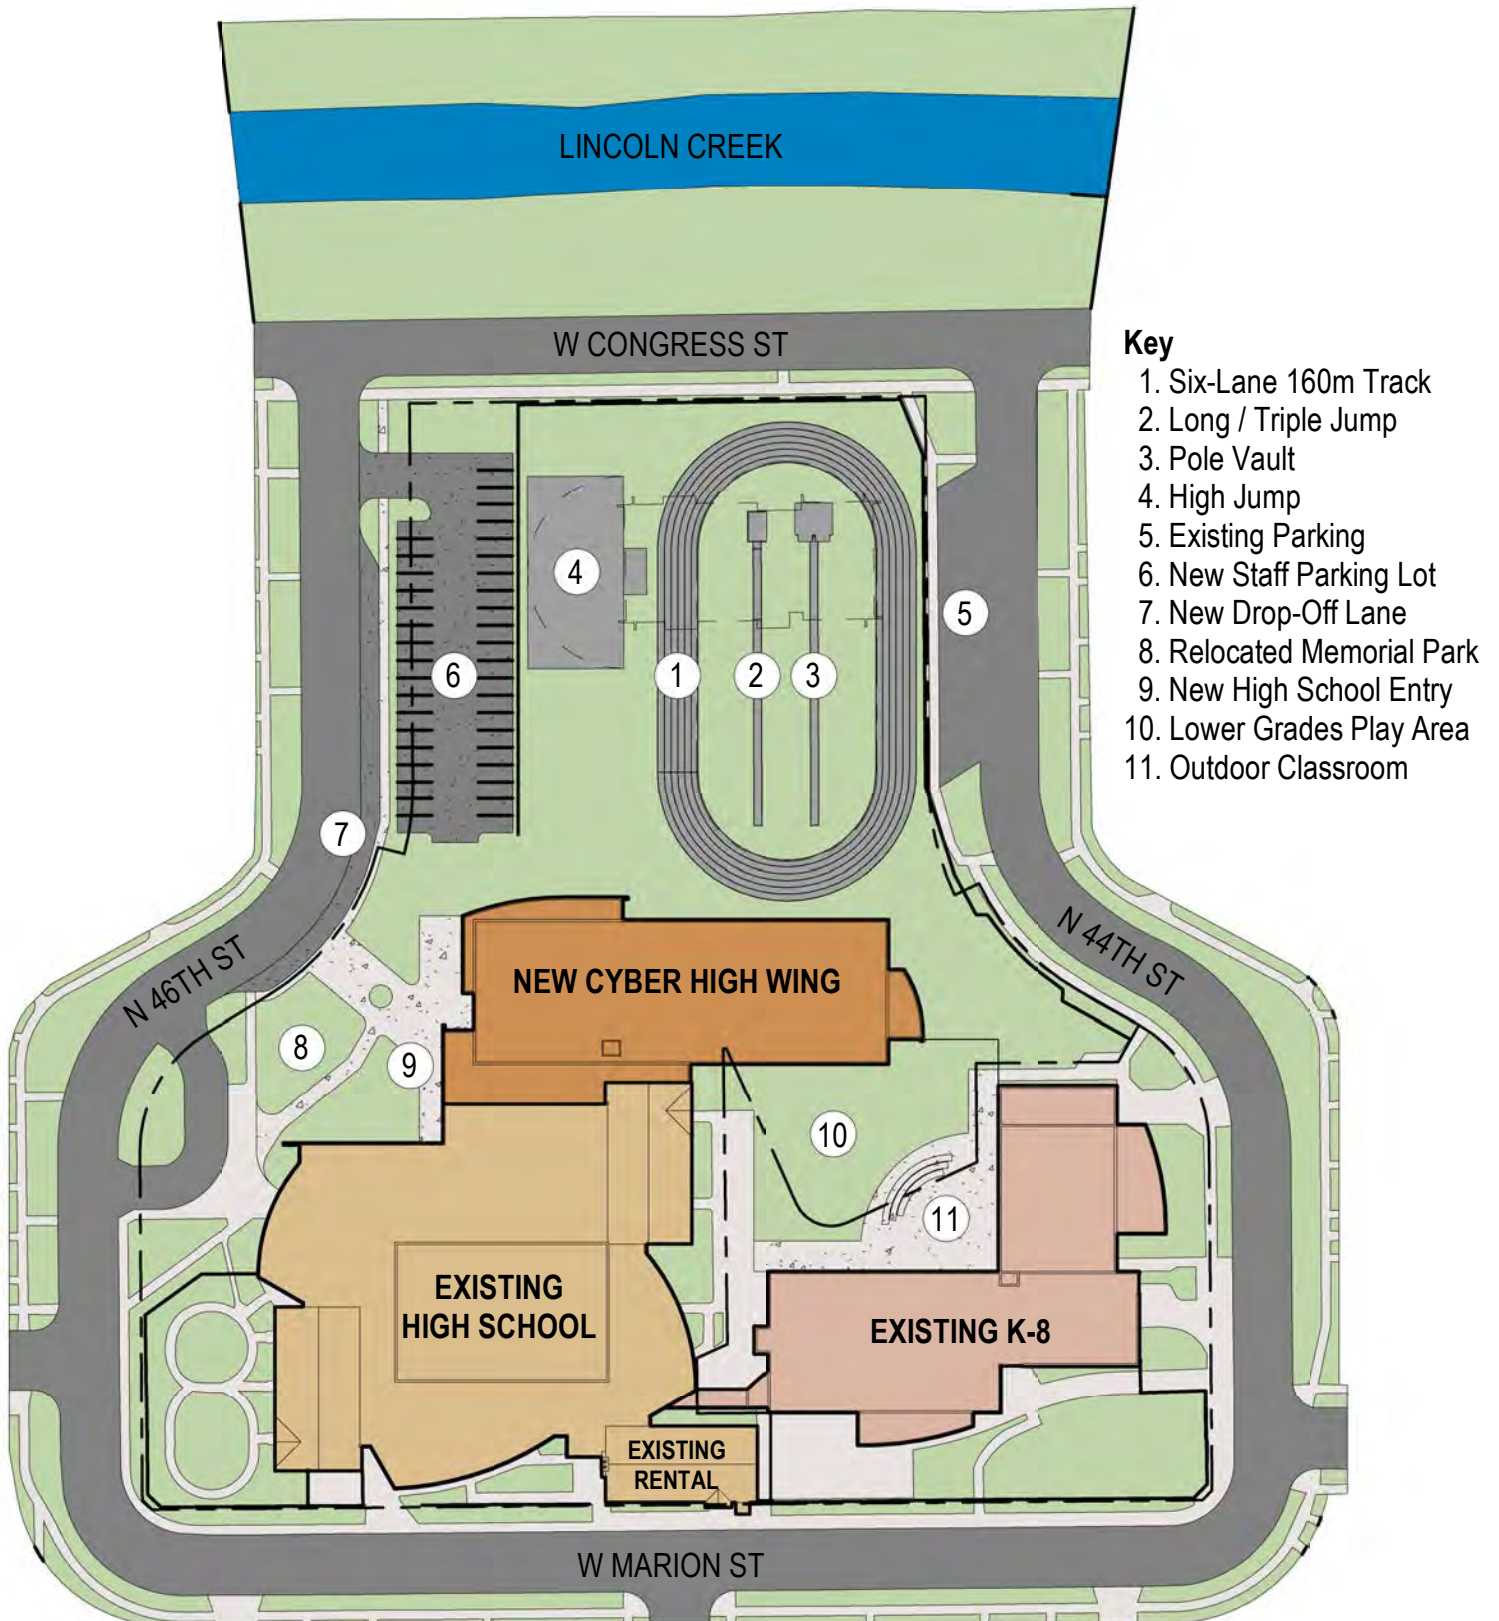 LINCOLN CREEK
W CONGRESS ST
Key
1. Six-Lane 160m Track
2. Long / Triple Jump
3. Pole Vault
4. High Jump
5. Existing Parking
6. New Staff Parking Lot
7. New Drop-Off Lane
8. Relocated Memorial Park
9. New High School Entry
10. Lower Grades Play Area
11. Outdoor Classroom
4
5
6
1
2
3
7
N 46TH ST
N 44TH ST
NEW CYBER HIGH WING
8
9
10
11
EXISTING
HIGH SCHOOL
EXISTING K-8
EXISTING
RENTAL
W MARION ST